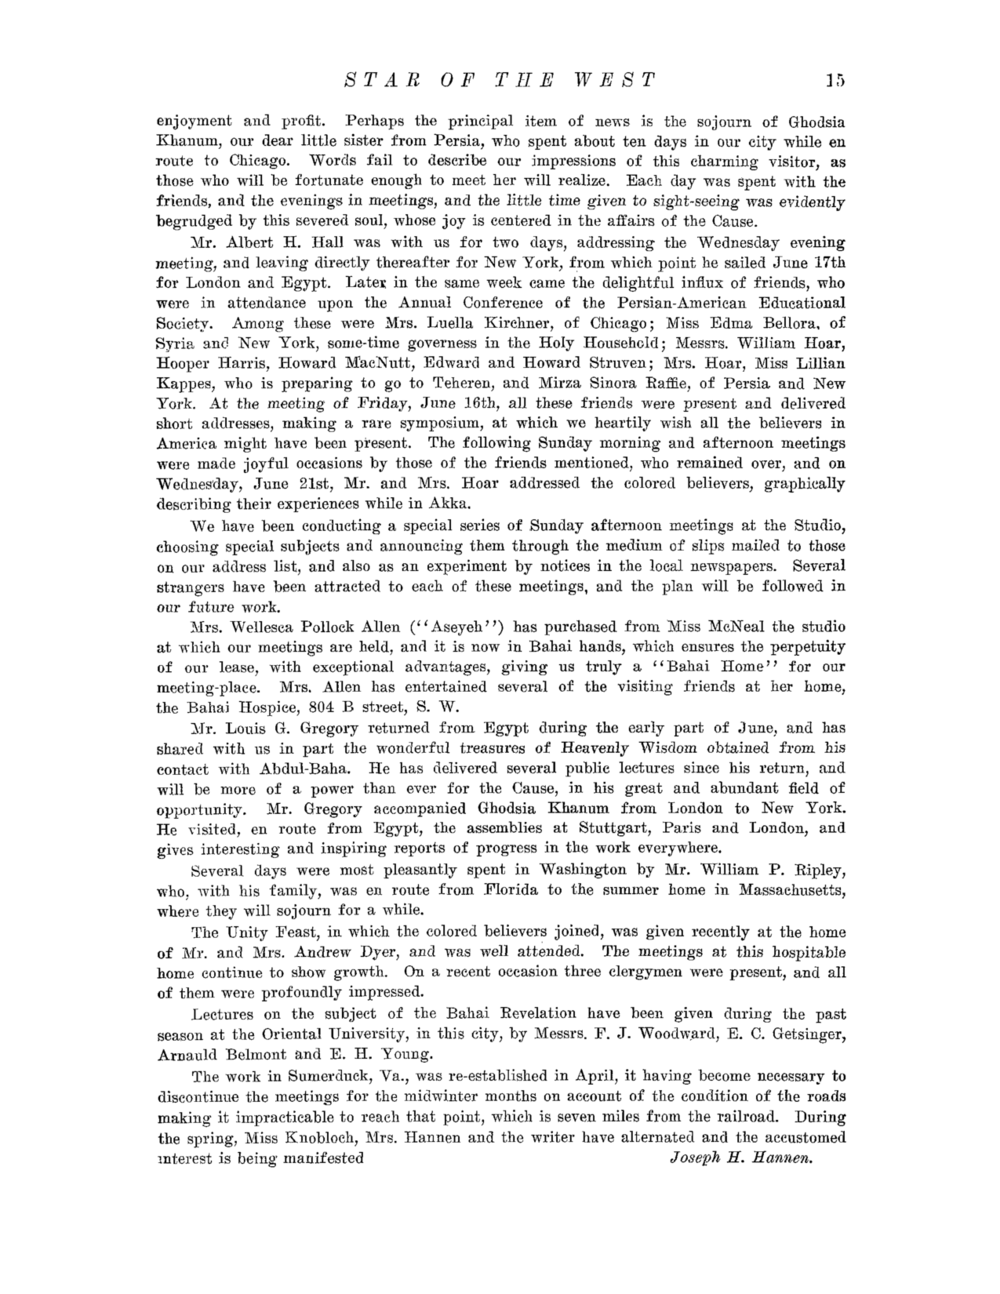 STAR OF THE WEST 15
enjoyment and profit. Perhaps the principal item of news is the sojourn of Ghodsia
Khanum, our dear little sister from Persia, who spent about ten days in our city while en
route to Chicago. Words fail to describe our impressions of this charming visitor, as
those who will be fortunate enough to meet her will realize. Each day was spent with the
friends, and the evenings in meetings, and the little time given to sight-seeing was evidently
begrudged by this severed soul, whose joy is centered in the affairs of the Cause.
Mr. Albert H. Hall was with us for two days, addressing the Wednesday evening
meeting, and leaving directly thereafter for New York, from which point he sailed June 17th
for London and Egypt. Later in the same week came the delightful influx of friends, who
were in attendance upon the Annual Conference of the Persian-American Educational
Society. Among these were Mrs. Luella Kirchner, of Chicago; Miss Edma Bellora, of
Syria and New York, some-time governess in the Holy Household; Messrs. William Hoar,
Hooper Harris, Howard MacNutt, Edward and Howard Struven; Mrs. Hoar, Miss Lillian
Kappes, who is preparing to go to Teheren, and Mirza Sinora Raffie, of Persia and New
York. At the meeting of Friday, June 16th, all these friends were present and delivered
short addresses, making a rare symposium, at which we heartily wish all the believers in
America might have been present. The following Sunday morning and afternoon meetings
were made joyful occasions by those of the friends mentioned, who remained over, and on
Wednesday, June 21st, Mr. and Mrs. Hoar addressed the colored believers, graphically
describing their experiences while in Akka.
We have been conducting a special series of Sunday afternoon meetings at the Studio,
choosing special subjects and announcing them through the medium of slips mailed to those
on our address list, and also as an experiment by notices in the local newspapers. Several
strangers have been attracted to each of these meetings, and the plan will be followed in
our future work.
Mrs. Wellesca Pollock Allen (“Aseyeh”) has purchased from Miss McNeal the studio
at which our meetings are held, and it is now in Bahai hands, which ensures the perpetuity
of our lease, with exceptional advantages, giving us truly a “Bahai Home” for our
meeting-place. Mrs. Allen has entertained several of the visiting friends at her home,
the Bahai Hospice, 804 B street, S. W.
Mr. Louis G. Gregory returned from Egypt during the early part of June, and has
shared with us in part the wonderful treasures of Heavenly Wisdom obtained from his
contact with Abdul-Baha. He has delivered several public lectures since his return, and
will be more of a power than ever for the Cause, in his great and abundant field of
opportunity. Mr. Gregory accompanied Ghodsia Khanum from London to New York.
He visited, en route from Egypt, the assemblies at Stuttgart, Paris and London, and
gives interesting and inspiring reports of progress in the work everywhere.
Several days were most pleasantly spent in Washington by Mr. William P. Ripley,
who, with his family, was en route from Florida to the summer home in Massachusetts,
where they will sojourn for a while.
The Unity Feast, in which the colored believers joined, was given recently at the home
of Mr. and Mrs. Andrew Dyer, and was well attended. The meetings at this hospitable
home continue to show growth. On a recent occasion three clergymen were present, and all
of them were profoundly impressed.
Lectures on the subject of the Bahai Revelation have been given during the past
season at the Oriental University, in this city, by Messrs. F. J. Woodward, E. C. Getsinger,
Arnauld Belmont and E. H. Young.
The work in Sumerduck, Va., was re-established in April, it having become necessary to
discontinue the meetings for the midwinter months on account of the condition of the roads
making it impracticable to reach that point, which is seven miles from the railroad. During
the spring, Miss Knobloch, Mrs. Hannen and the writer have alternated and the accustomed
interest is being manifested Joseph H. Hannen.